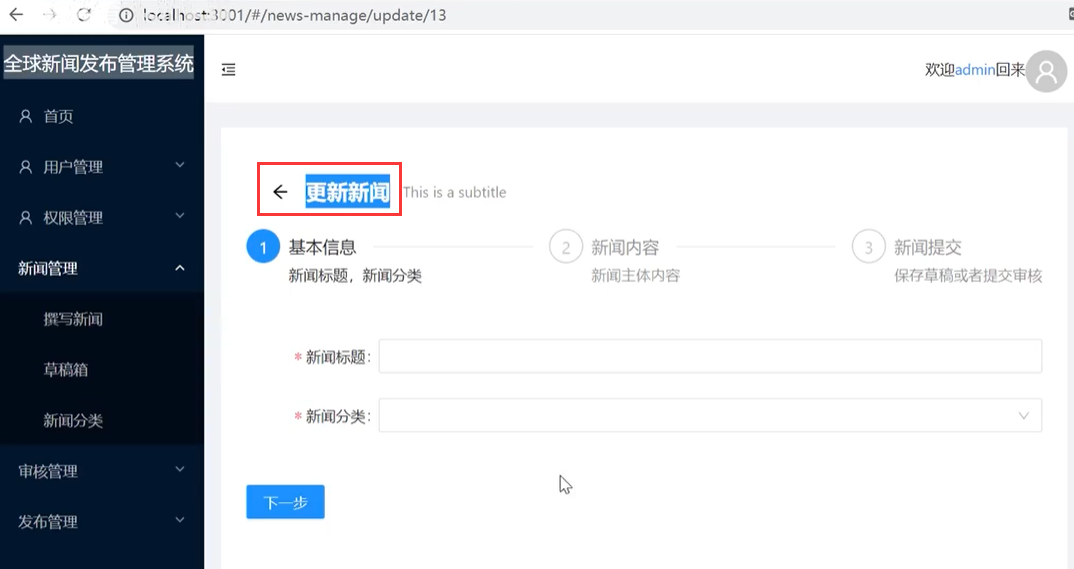 localhost:3001/#/news-manage/update/13
全球新闻发布管理系统
欢迎admin回来
首页
用户管理
权限管理
新闻管理
撰写新闻
草稿箱
新闻分类
审核管理
发布管理
更新新闻 This is a subtitle
1 基本信息
新闻标题，新闻分类
2 新闻内容
新闻主体内容
3 新闻提交
保存草稿或者提交审核
* 新闻标题:
* 新闻分类:
下一步